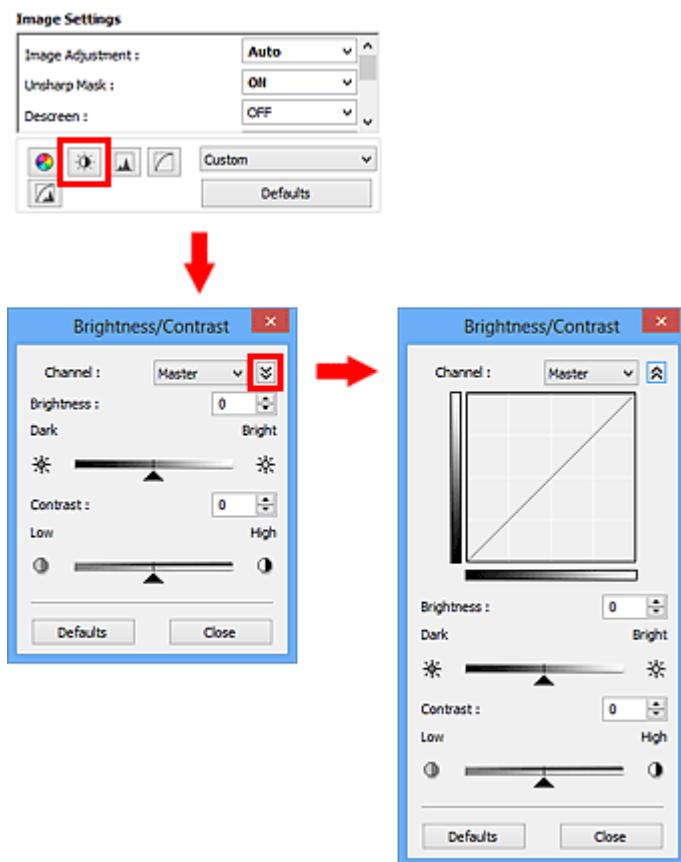 Image Settings
Image Adjustment : Auto
Unsharp Mask : ON
Descreen : OFF
Custom
Defaults
Brightness/Contrast
Channel : Master
Brightness : 0
Dark Bright
Contrast : 0
Low High
Defaults Close
Brightness/Contrast
Channel : Master
Brightness : 0
Dark Bright
Contrast : 0
Low High
Defaults Close